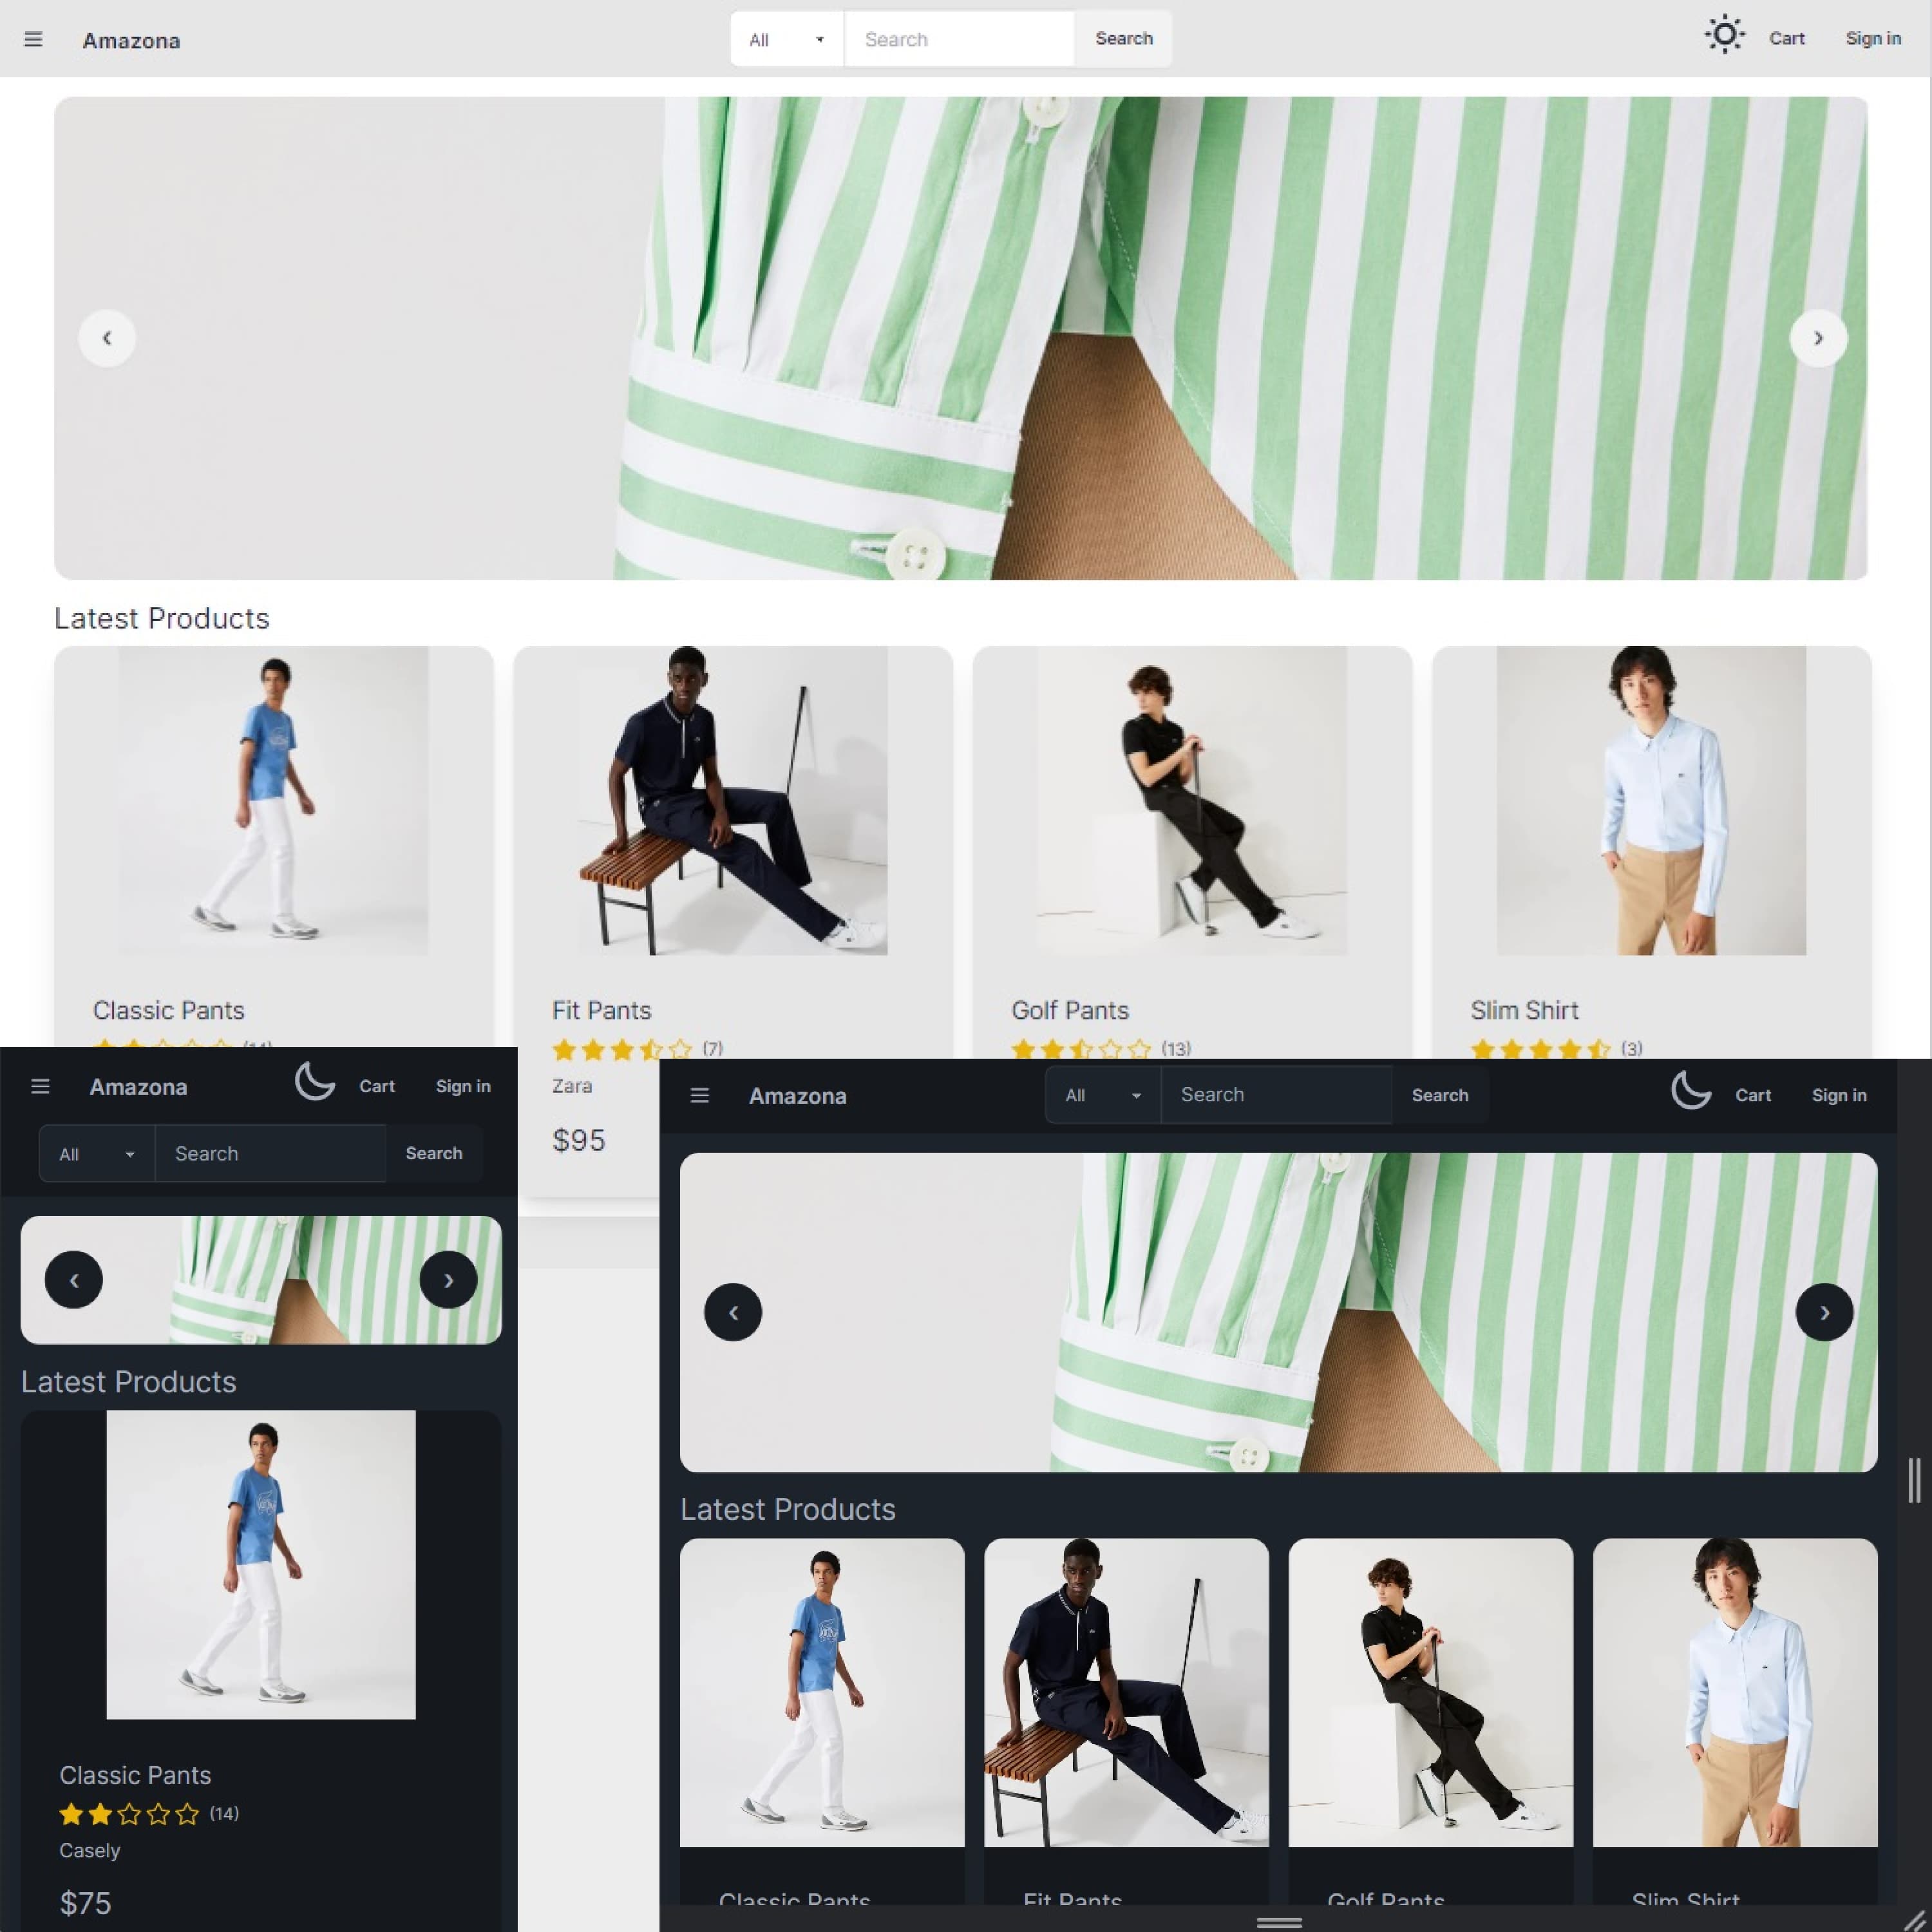 Amazona
All
Search
Search
Cart
Sign in
Latest Products
Classic Pants
Fit Pants
Golf Pants
Slim Shirt
(14)
(7)
(13)
(3)
Zara
$95
Amazona
Cart
Sign in
All
Search
Search
Latest Products
Classic Pants
(14)
Casely
$75
Amazona
All
Search
Search
Cart
Sign in
Latest Products
Classic Pants
Fit Pants
Golf Pants
Slim Shirt